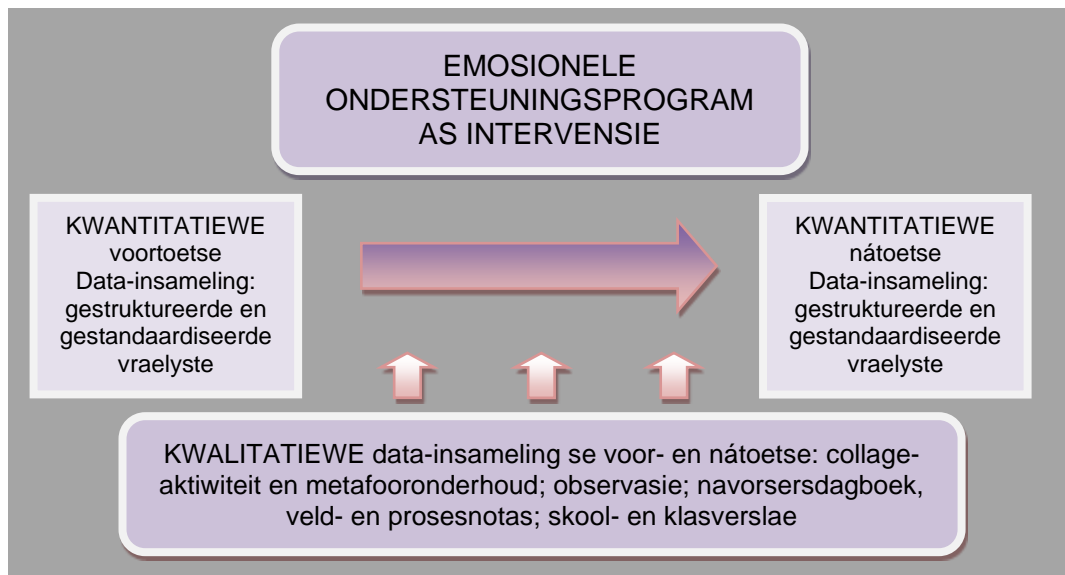 EMOSIONELE
ONDERSTEUNINGSPROGRAM
AS INTERVENSIE
KWANTITATIEWE
voortoetse
Data-insameling:
gestruktureerde en
gestandaardiseerde
vraelyste
KWANTITATIEWE
nátoetse
Data-insameling:
gestruktureerde en
gestandaardiseerde
vraelyste
KWALITATIEWE data-insameling se voor- en nátoetse: collage-
aktiwiteit en metafooronderhoud; observasie; navorsersdagboek,
veld- en prosesnotas; skool- en klasverslae